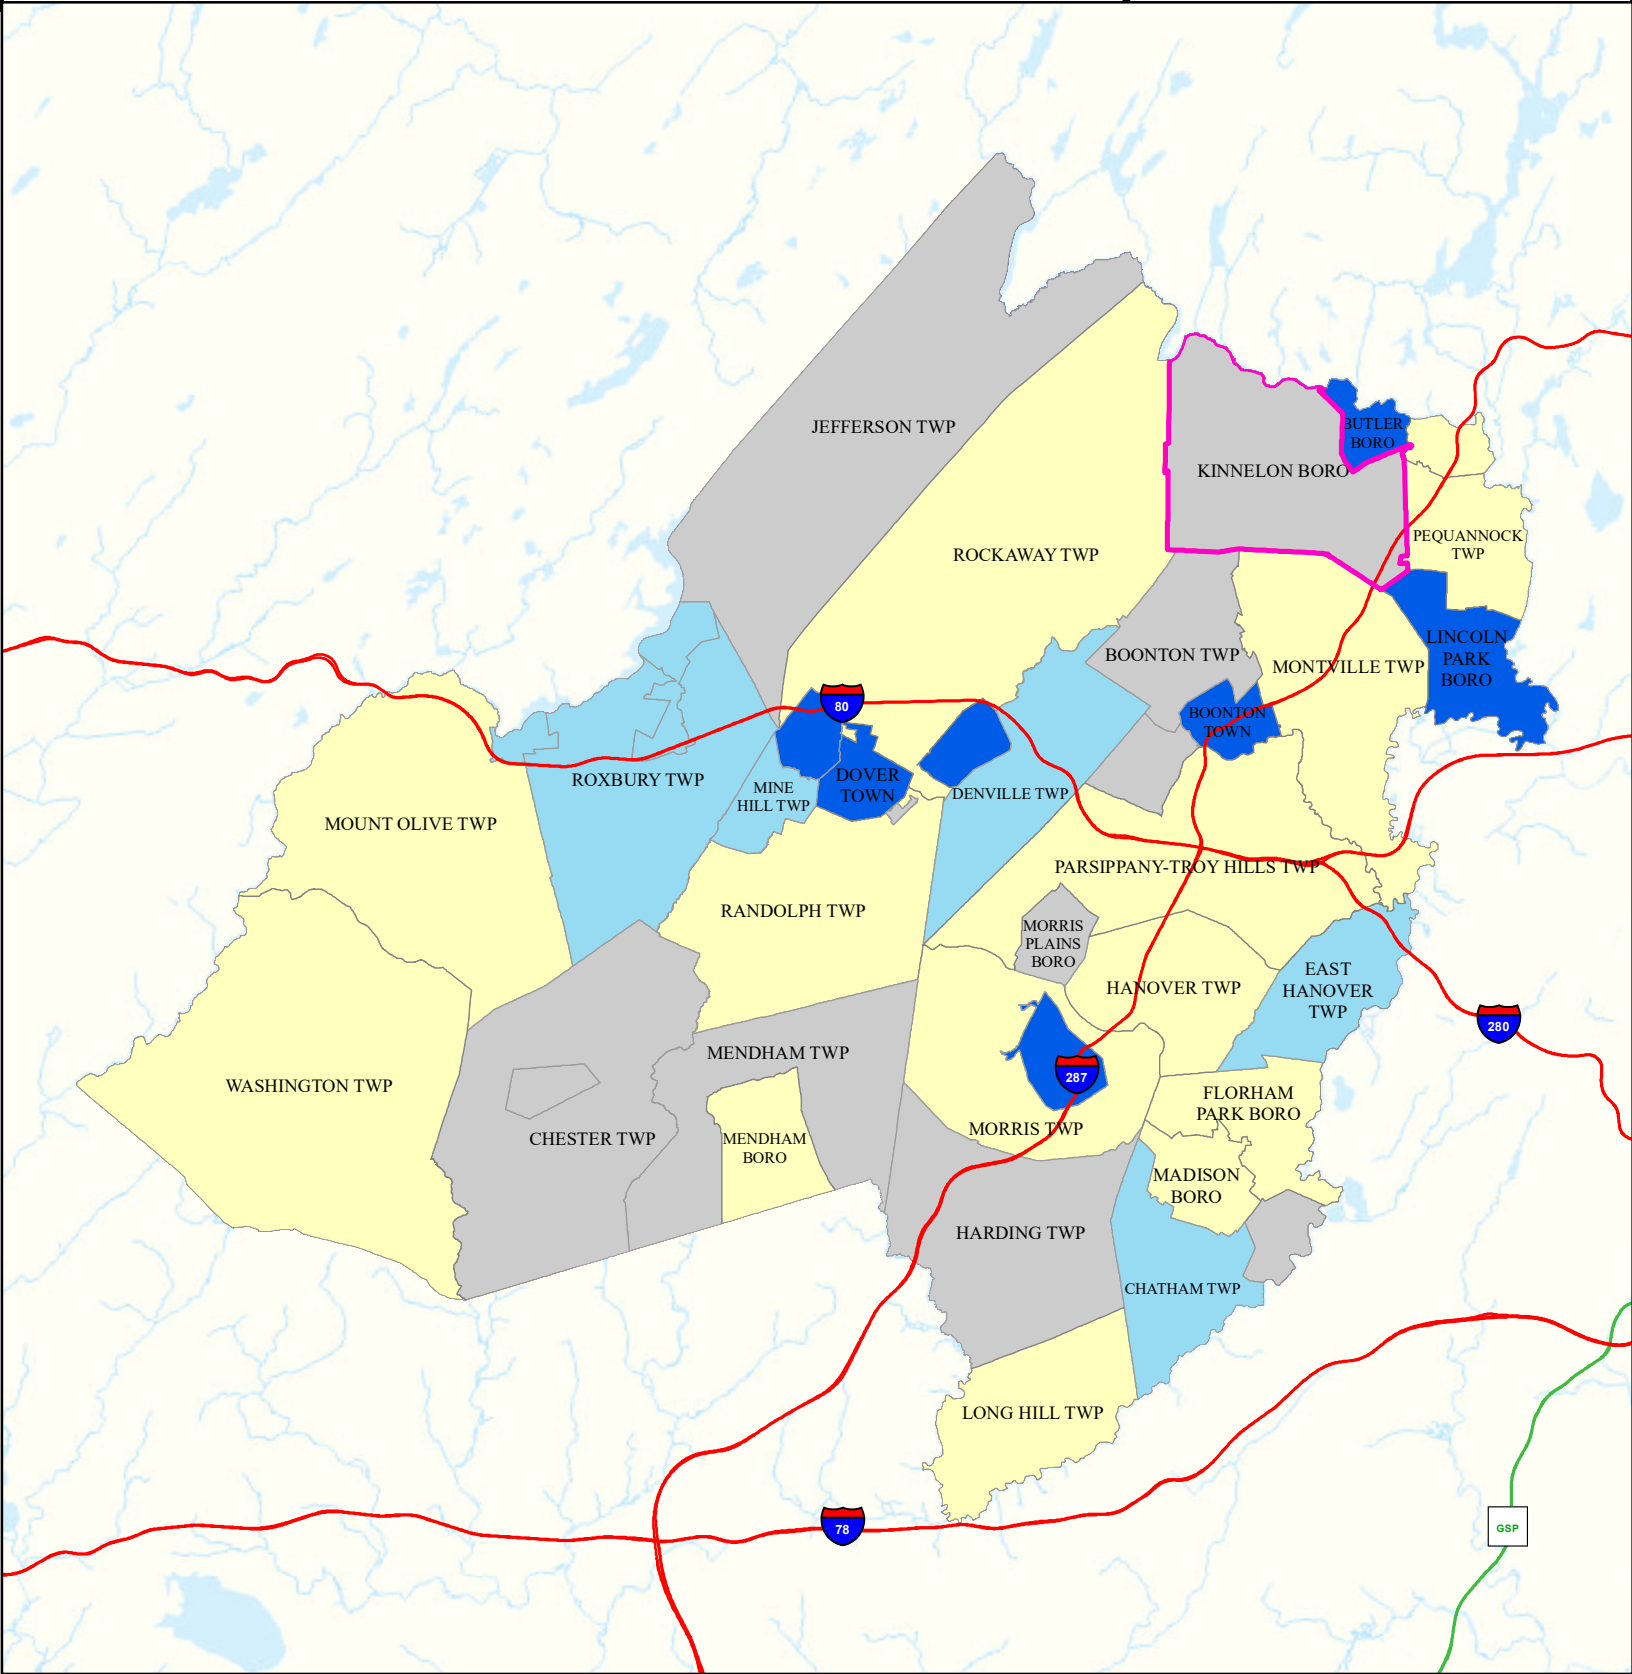 JEFFERSON TWP
BUTLER
BORO
KINNELON BORO
PEQUANNOCK
TWP
ROCKAWAY TWP
LINCOLN
PARK
BORO
BOONTON TWP
MONTVILLE TWP
80
BOONTON
TOWN
ROXBURY TWP
MINE
HILL TWP
DOVER
TOWN
DENVILLE TWP
MOUNT OLIVE TWP
PARSIPPANY-TROY HILLS TWP
RANDOLPH TWP
MORRIS
PLAINS
BORO
EAST
HANOVER
TWP
HANOVER TWP
280
MENDHAM TWP
287
WASHINGTON TWP
FLORHAM
PARK BORO
MORRIS TWP
CHESTER TWP
MENDHAM
BORO
MADISON
BORO
HARDING TWP
CHATHAM TWP
LONG HILL TWP
78
GSP